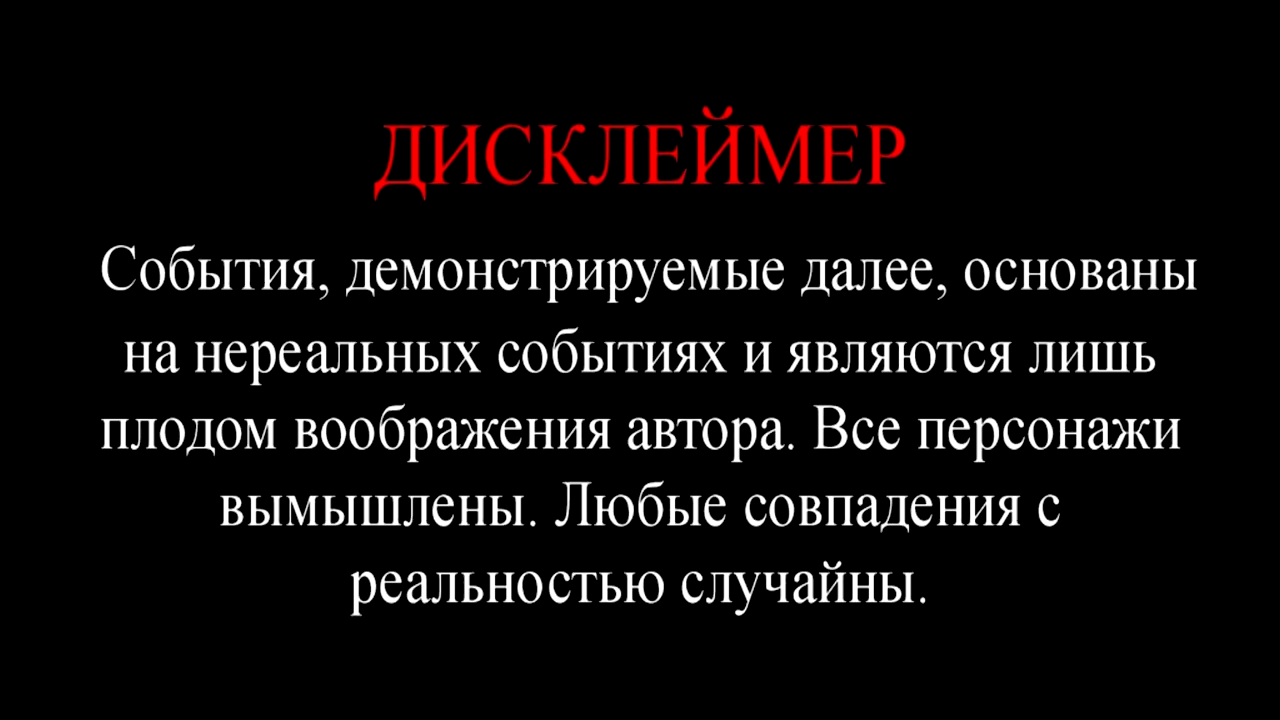 ДИСКЛЕЙМЕР
События, демонстрируемые далее, основаны
на нереальных событиях и являются лишь
плодом воображения автора. Все персонажи
вымышлены. Любые совпадения с
реальностью случайны.